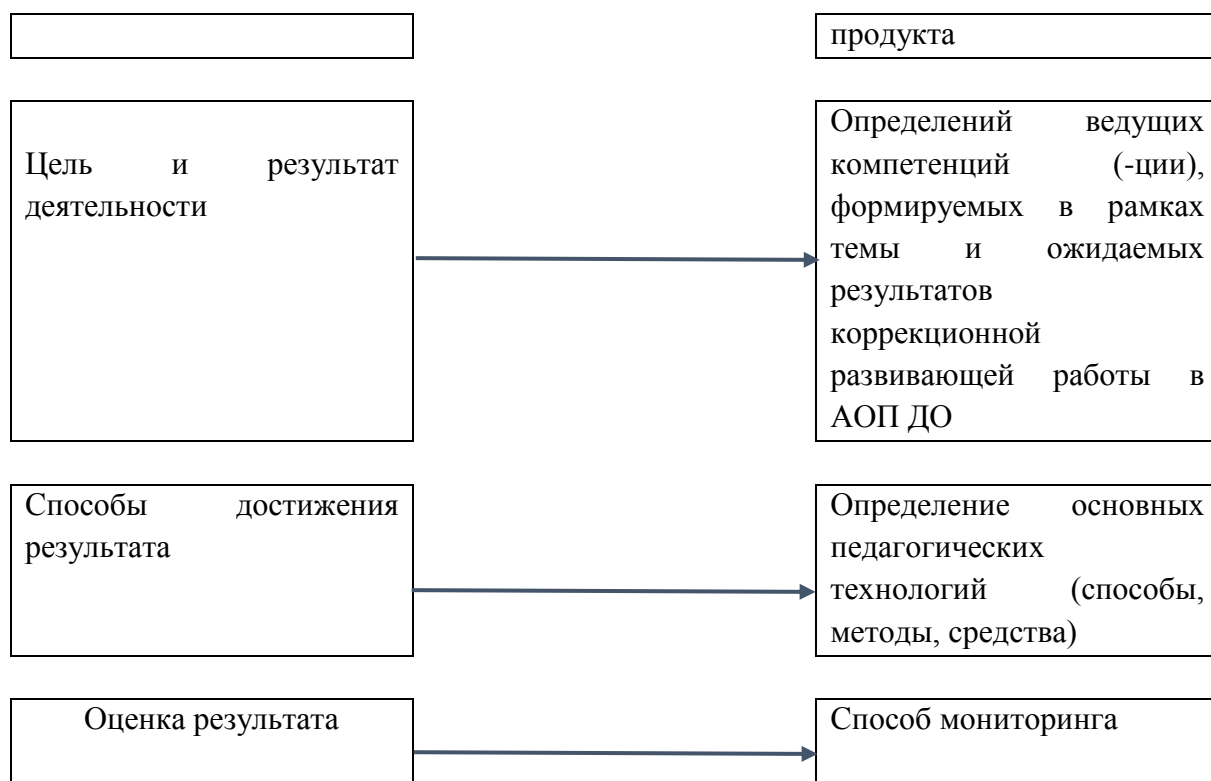 продукта
Цель и результат
деятельности
Определений ведущих
компетенций (-ции),
формируемых в рамках
темы и ожидаемых
результатов
коррекционной
развивающей работы в
АОП ДО
Способы достижения
результата
Определение основных
педагогических
технологий (способы,
методы, средства)
Оценка результата
Способ мониторинга